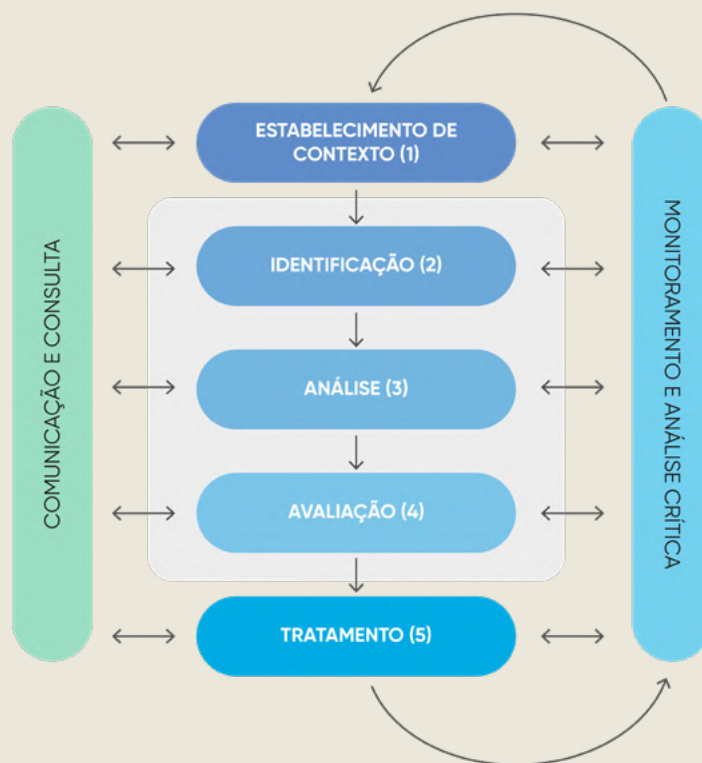 ESTABELECIMENTO DE
CONTEXTO (1)
IDENTIFICAÇÃO (2)
ANÁLISE (3)
AVALIAÇÃO (4)
TRATAMENTO (5)
COMUNICAÇÃO E CONSULTA
MONITORAMENTO E ANÁLISE CRÍTICA